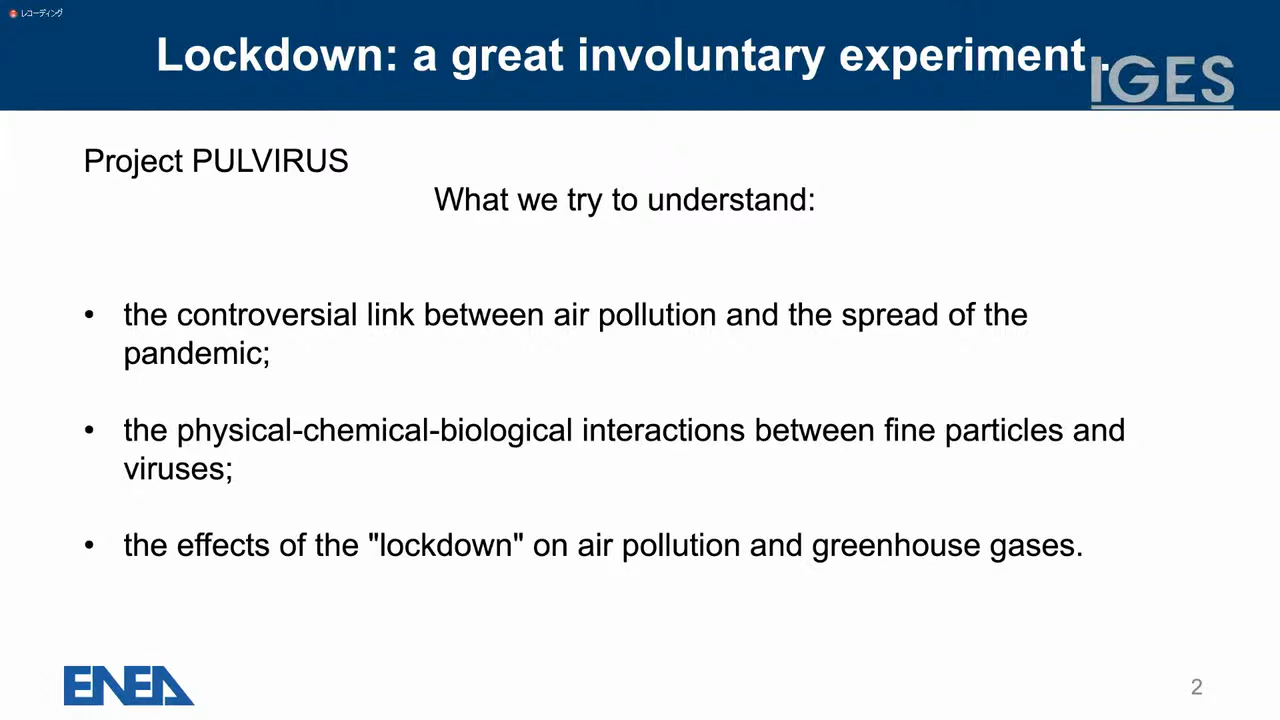 レコーディング
Lockdown: a great involuntary experiment .
IGES
Project PULVIRUS
What we try to understand:
• the controversial link between air pollution and the spread of the
pandemic;
• the physical-chemical-biological interactions between fine particles and
viruses;
• the effects of the "lockdown" on air pollution and greenhouse gases.
ENEA
2